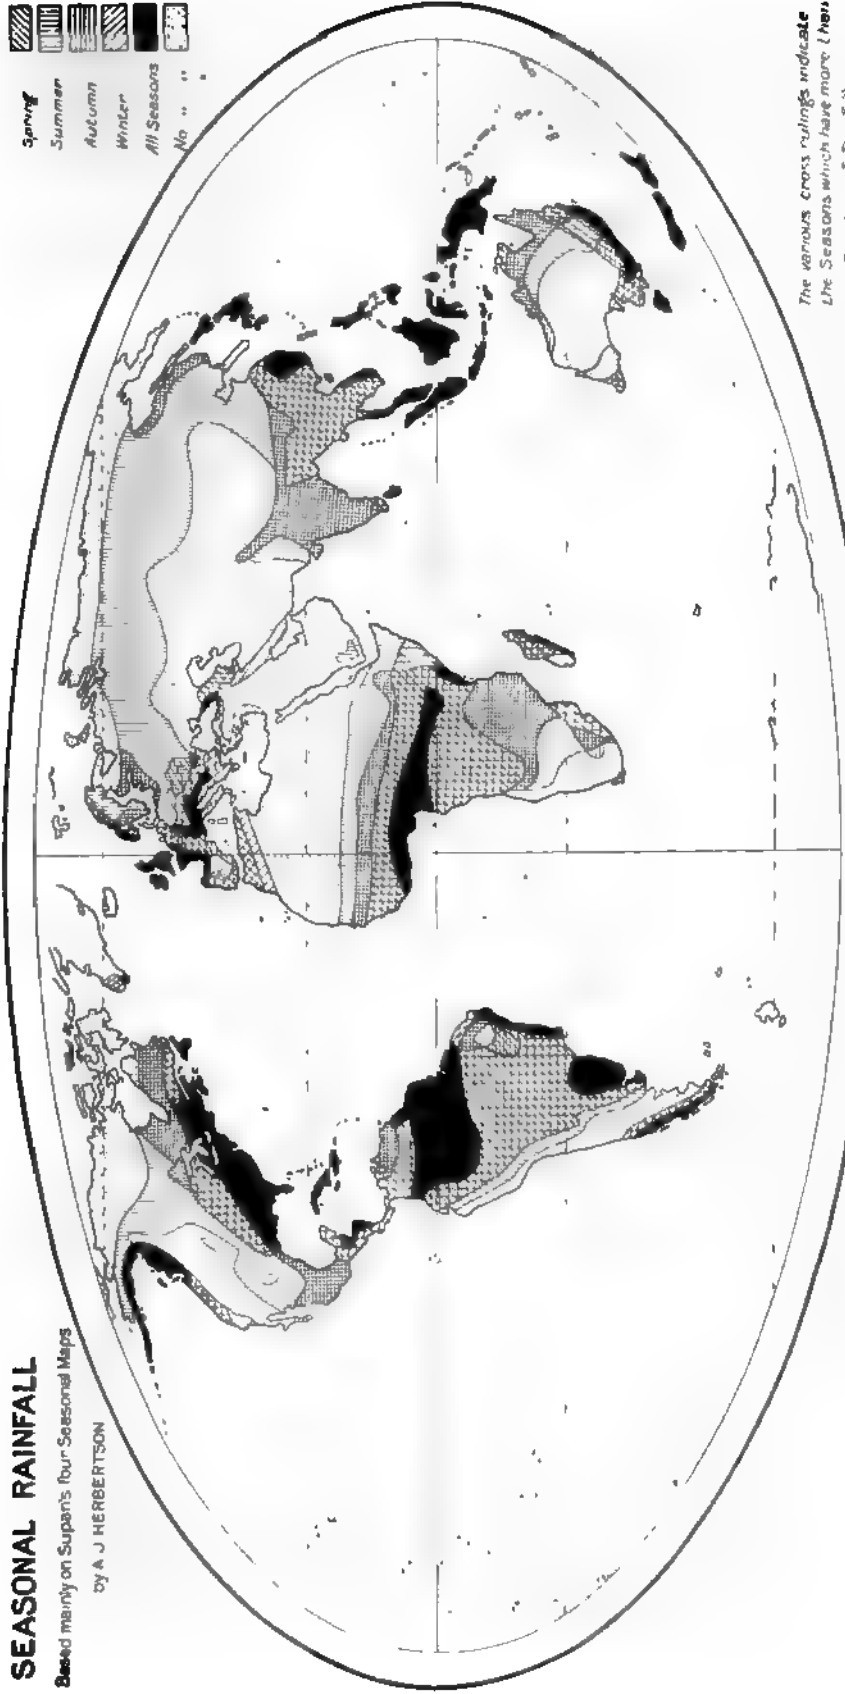 SEASONAL RAINFALL
Based mainly on Supan's four Seasonal Maps
by A J HERBERTSON
Spring
Summer
Autumn
Winter
All Seasons
No " "
The various cross rulings indicate
the Seasons which have more than